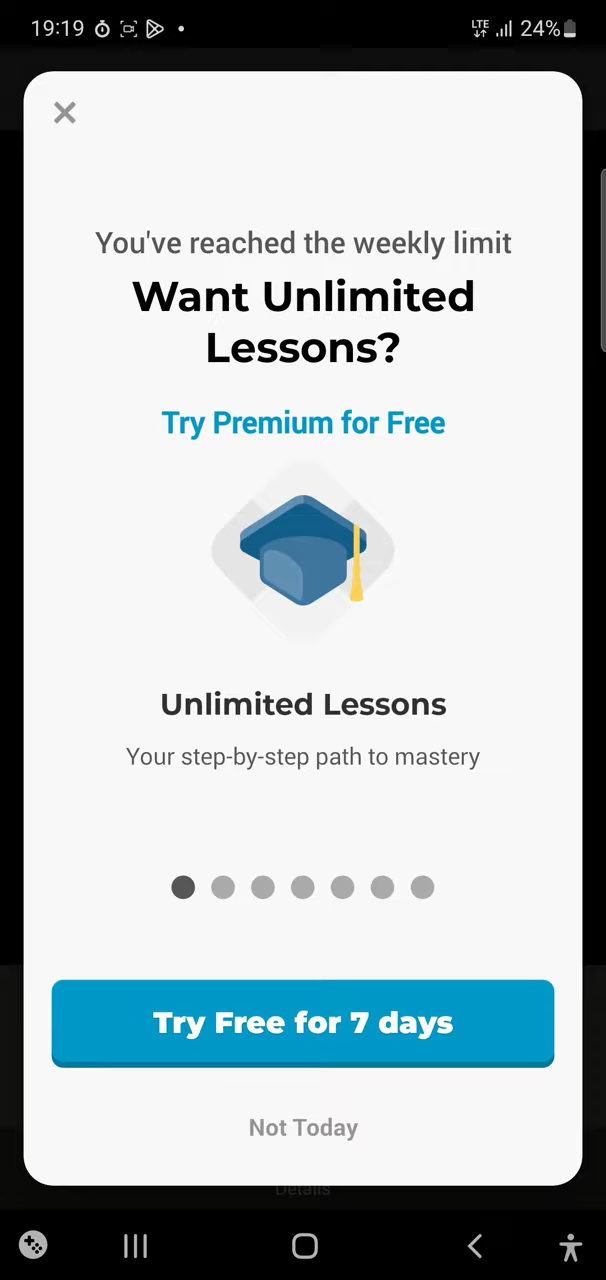 19:19
LTE
24%
You've reached the weekly limit
Want Unlimited
Lessons?
Try Premium for Free
Unlimited Lessons
Your step-by-step path to mastery
Try Free for 7 days
Not Today
Details